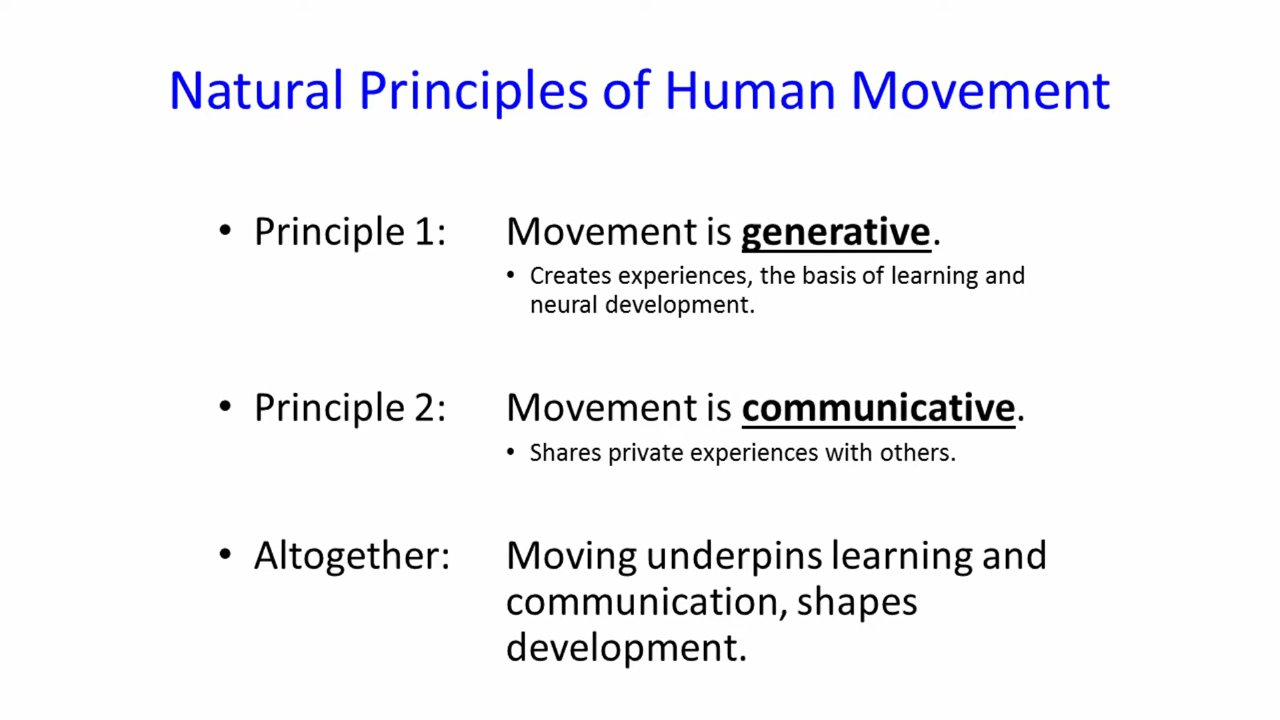 Natural Principles of Human Movement
• Principle 1: Movement is generative.
• Creates experiences, the basis of learning and
neural development.
• Principle 2: Movement is communicative.
• Shares private experiences with others.
• Altogether: Moving underpins learning and
communication, shapes
development.